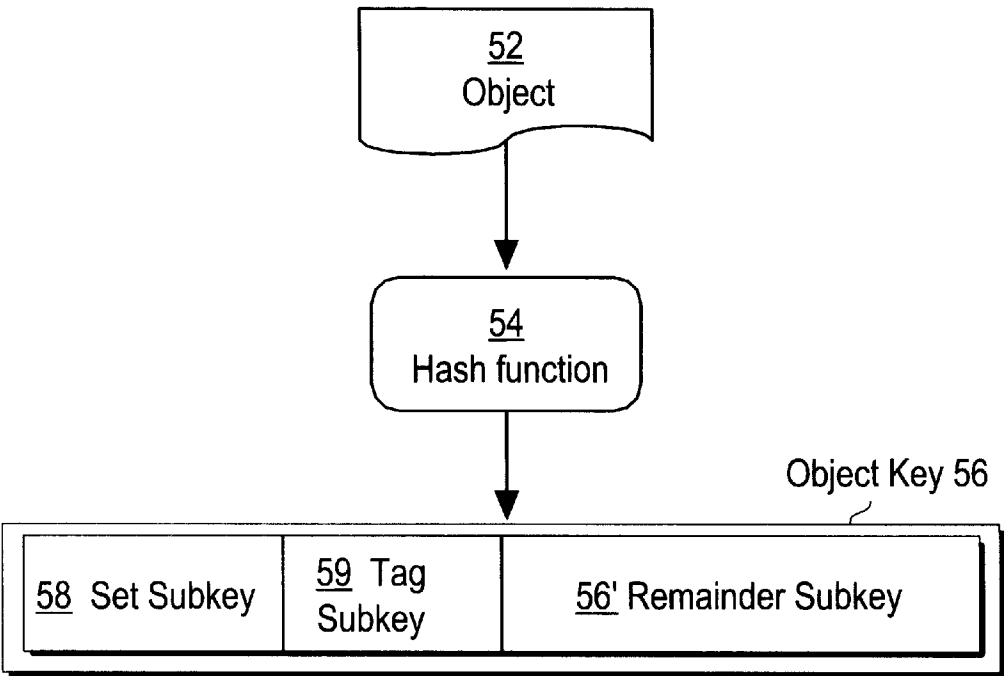 52
Object
54
Hash function
Object Key 56
58 Set Subkey
59 Tag
Subkey
56' Remainder Subkey